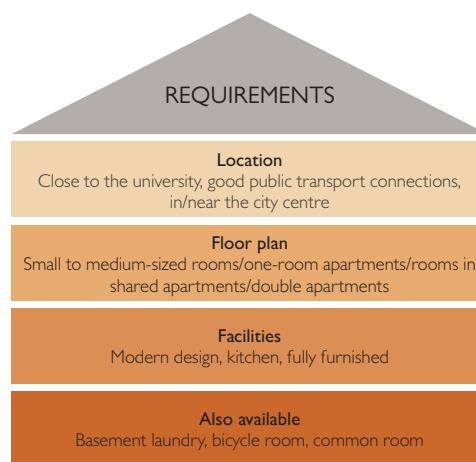 REQUIREMENTS
Location
Close to the university, good public transport connections,
in/near the city centre
Floor plan
Small to medium-sized rooms/one-room apartments/rooms in
shared apartments/double apartments
Facilities
Modern design, kitchen, fully furnished
Also available
Basement laundry, bicycle room, common room